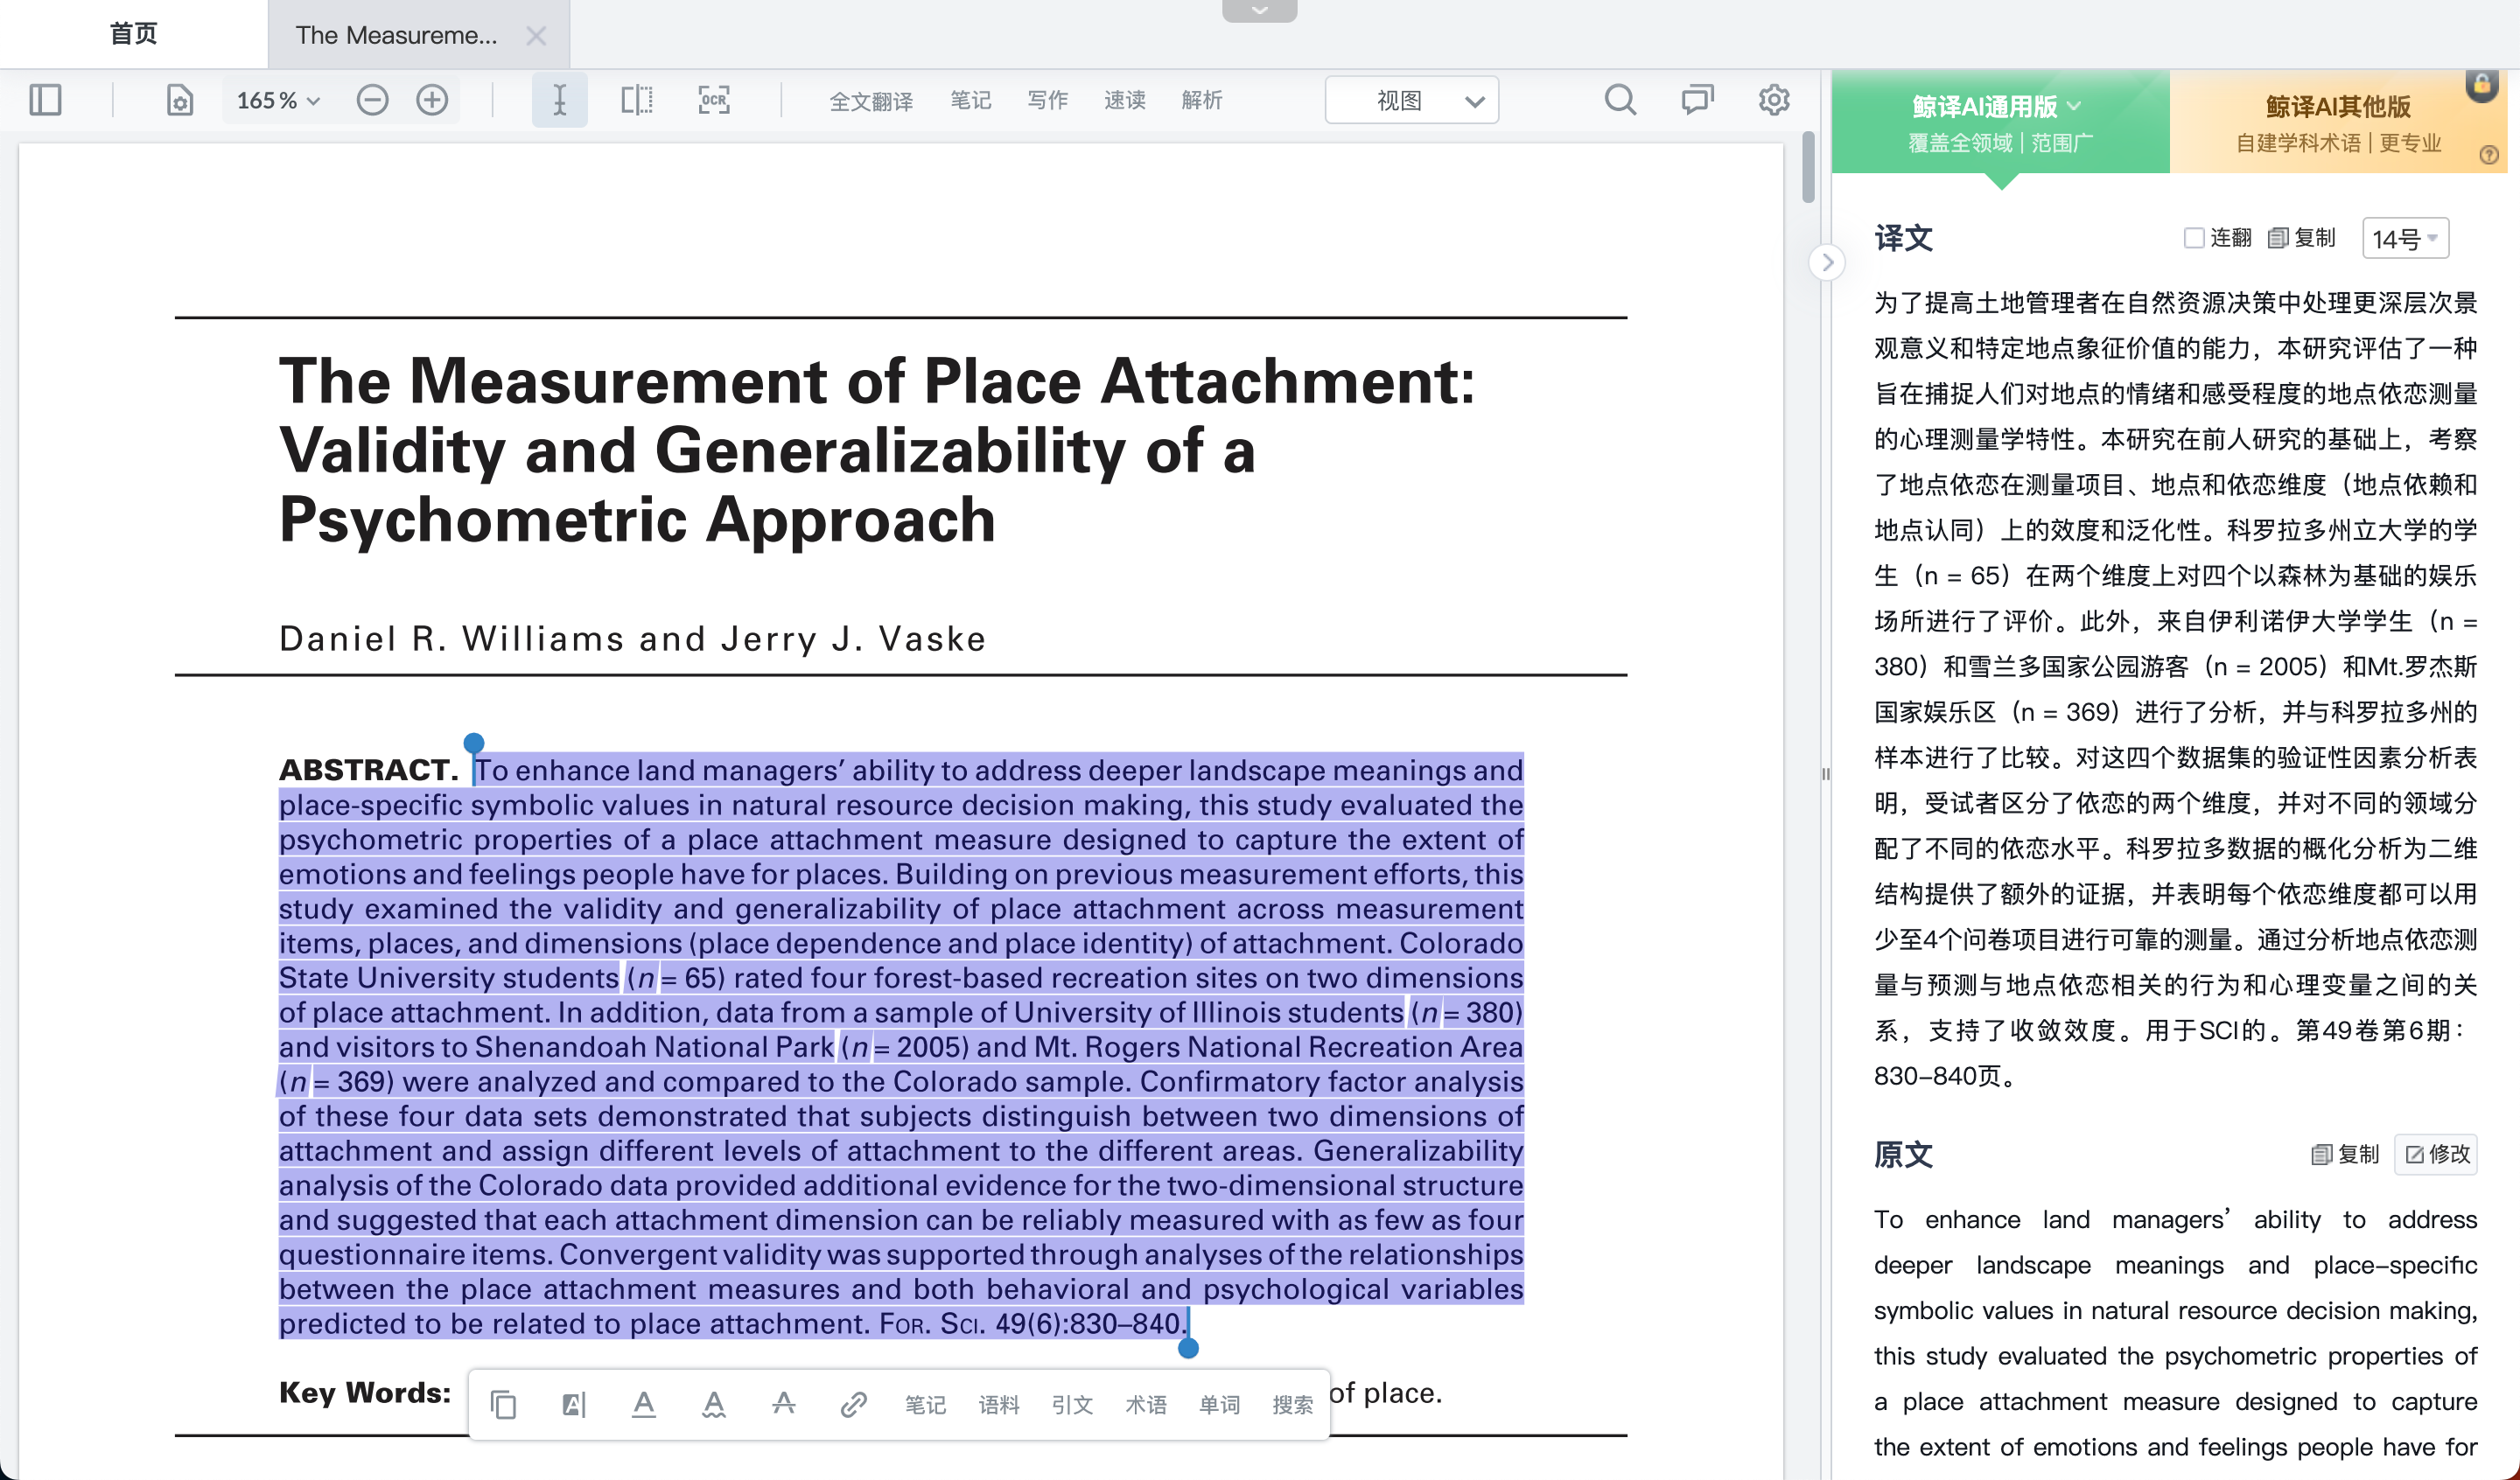 首页
The Measureme...
165%
OCR
全文翻译
笔记
写作
速读
解析
视图
The Measurement of Place Attachment:
Validity and Generalizability of a
Psychometric Approach
Daniel R. Williams and Jerry J. Vaske
ABSTRACT. To enhance land managers’ ability to address deeper landscape meanings and
place-specific symbolic values in natural resource decision making, this study evaluated the
psychometric properties of a place attachment measure designed to capture the extent of
emotions and feelings people have for places. Building on previous measurement efforts, this
study examined the validity and generalizability of place attachment across measurement
items, places, and dimensions (place dependence and place identity) of attachment. Colorado
State University students (n = 65) rated four forest-based recreation sites on two dimensions
of place attachment. In addition, data from a sample of University of Illinois students (n = 380)
and visitors to Shenandoah National Park (n = 2005) and Mt. Rogers National Recreation Area
(n = 369) were analyzed and compared to the Colorado sample. Confirmatory factor analysis
of these four data sets demonstrated that subjects distinguish between two dimensions of
attachment and assign different levels of attachment to the different areas. Generalizability
analysis of the Colorado data provided additional evidence for the two-dimensional structure
and suggested that each attachment dimension can be reliably measured with as few as four
questionnaire items. Convergent validity was supported through analyses of the relationships
between the place attachment measures and both behavioral and psychological variables
predicted to be related to place attachment. FOR. SCI. 49(6):830–840.
Key Words:
of place.
笔记
语料
引文
术语
单词
搜索
鲸译AI通用版
覆盖全领域 | 范围广
鲸译AI其他版
自建学科术语 | 更专业
译文
连翻
复制
14号
为了提高土地管理者在自然资源决策中处理更深层次景
观意义和特定地点象征价值的能力，本研究评估了一种
旨在捕捉人们对地点的情绪和感受程度的地点依恋测量
的心理测量学特性。本研究在前人研究的基础上，考察
了地点依恋在测量项目、地点和依恋维度（地点依赖和
地点认同）上的效度和泛化性。科罗拉多州立大学的学
生（n = 65）在两个维度上对四个以森林为基础的娱乐
场所进行了评价。此外，来自伊利诺伊大学学生（n =
380）和雪兰多国家公园游客（n = 2005）和Mt.罗杰斯
国家娱乐区（n = 369）进行了分析，并与科罗拉多州的
样本进行了比较。对这四个数据集的验证性因素分析表
明，受试者区分了依恋的两个维度，并对不同的领域分
配了不同的依恋水平。科罗拉多数据的概化分析为二维
结构提供了额外的证据，并表明每个依恋维度都可以用
少至4个问卷项目进行可靠的测量。通过分析地点依恋测
量与预测与地点依恋相关的行为和心理变量之间的关
系，支持了收敛效度。用于SCI的。第49卷第6期：
830–840页。
原文
复制
修改
To enhance land managers’ ability to address
deeper landscape meanings and place–specific
symbolic values in natural resource decision making,
this study evaluated the psychometric properties of
a place attachment measure designed to capture
the extent of emotions and feelings people have for